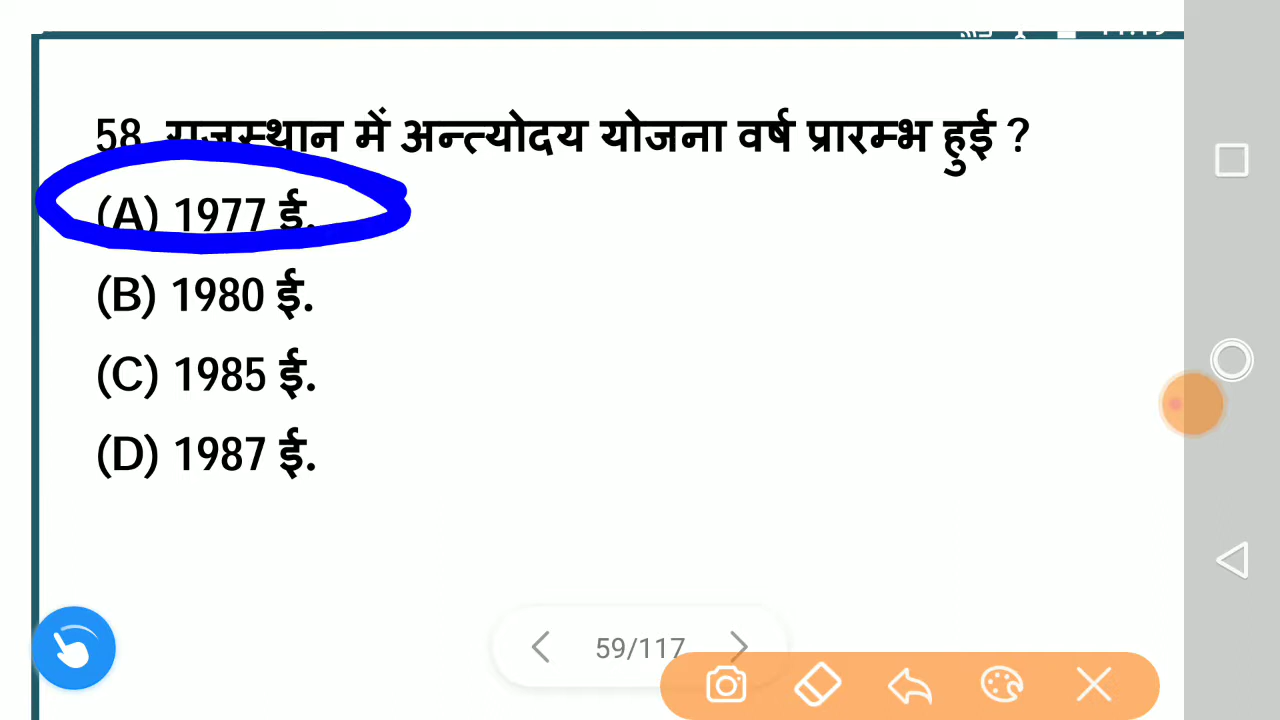 58. राजस्थान में अन्त्योदय योजना वर्ष प्रारम्भ हुई ?
(A) 1977 ई.
(B) 1980 ई.
(C) 1985 ई.
(D) 1987 ई.
59/117